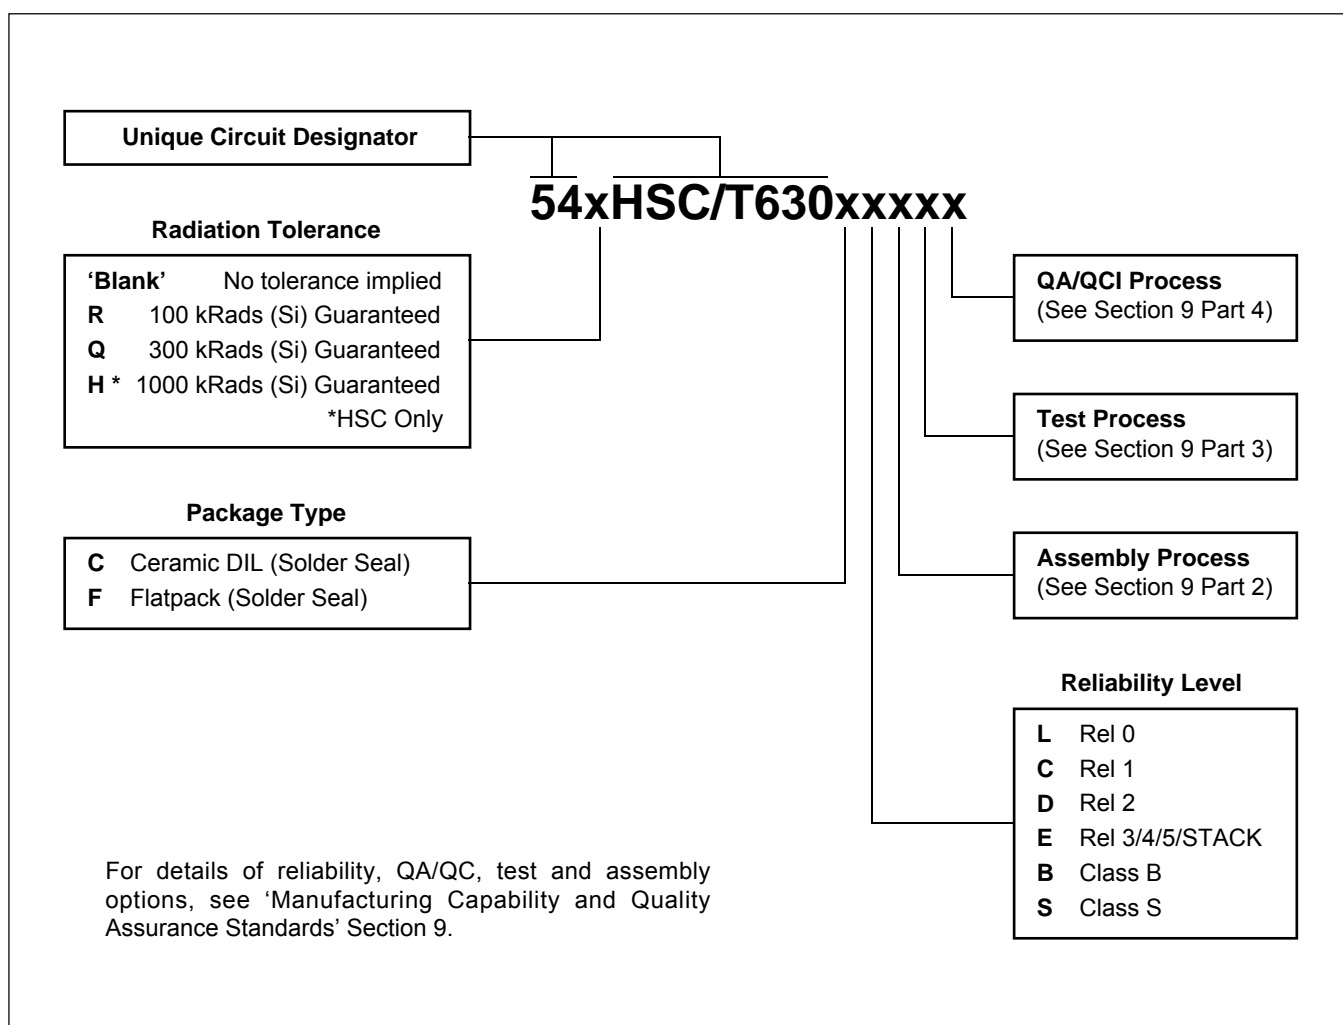 Unique Circuit Designator
54xHSC/T630xxxxx
Radiation Tolerance
‘Blank’ No tolerance implied
R 100 kRads (Si) Guaranteed
Q 300 kRads (Si) Guaranteed
H * 1000 kRads (Si) Guaranteed
*HSC Only
Package Type
C Ceramic DIL (Solder Seal)
F Flatpack (Solder Seal)
QA/QCI Process
(See Section 9 Part 4)
Test Process
(See Section 9 Part 3)
Assembly Process
(See Section 9 Part 2)
Reliability Level
L Rel 0
C Rel 1
D Rel 2
E Rel 3/4/5/STACK
B Class B
S Class S
For details of reliability, QA/QC, test and assembly
options, see ‘Manufacturing Capability and Quality
Assurance Standards’ Section 9.